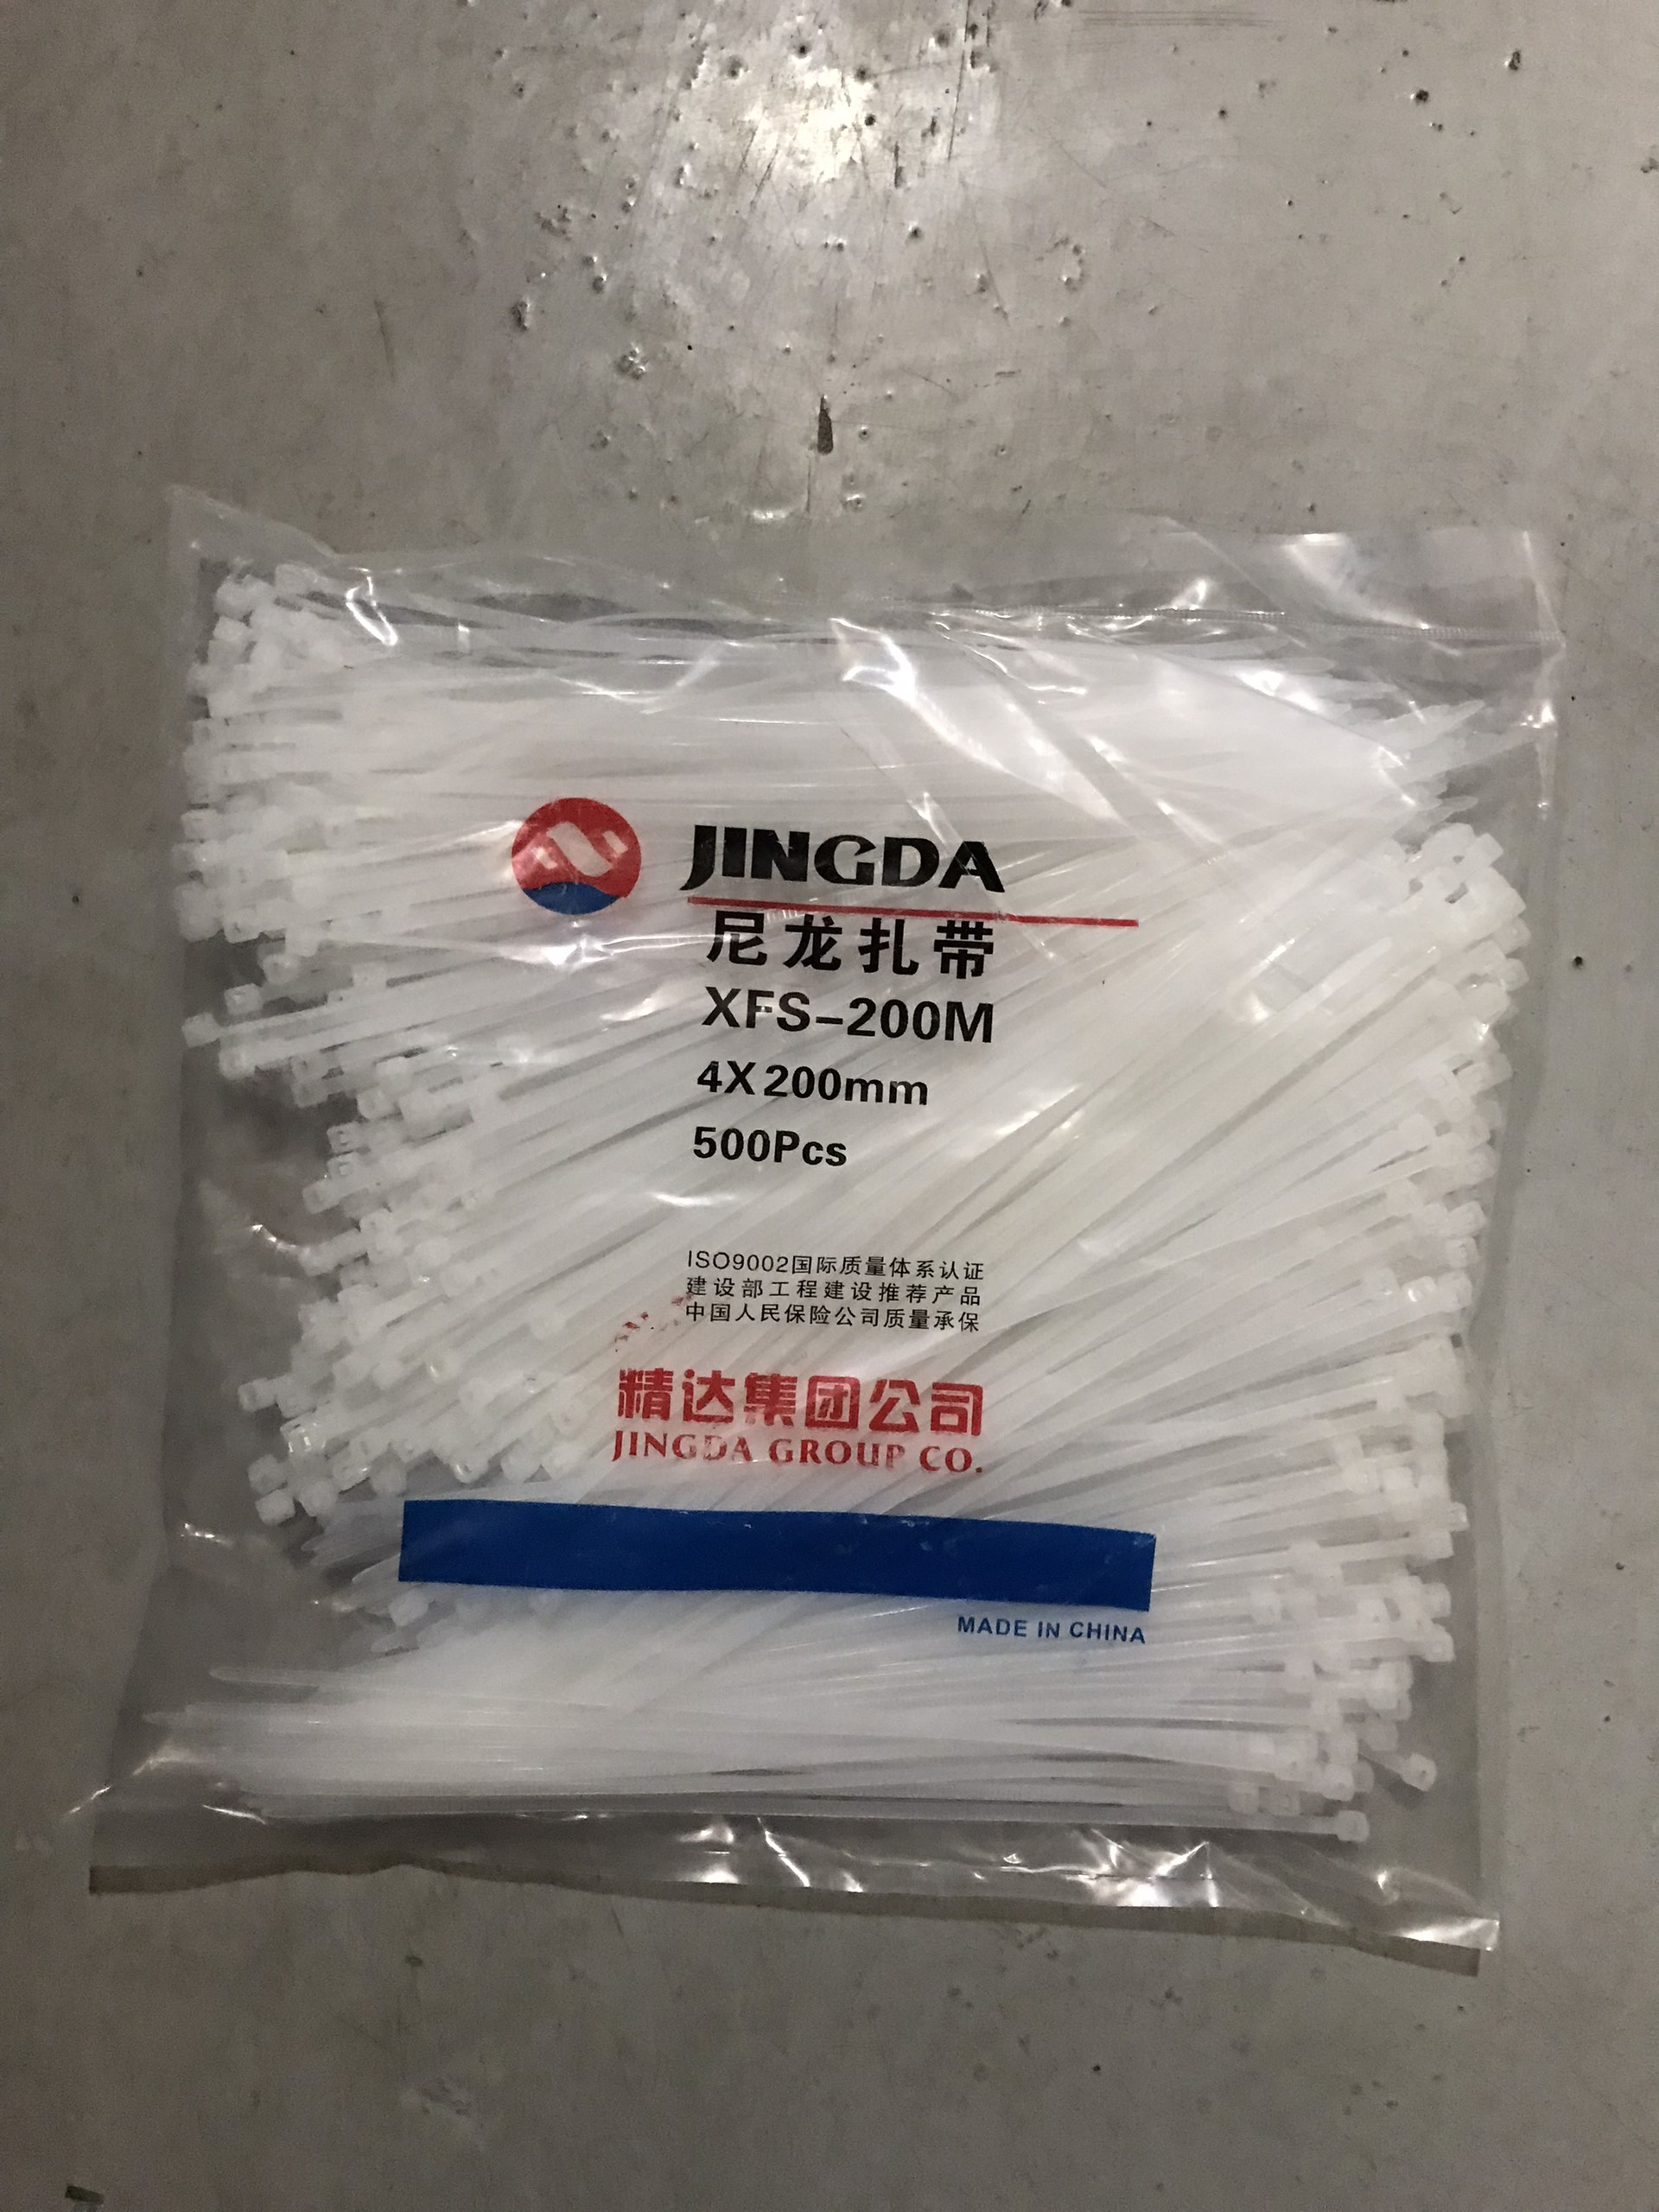 JINGDA
尼龙扎带
XFS-200M
4X200mm
500Pcs
ISO9002国际质量体系认证
建设部工程建设推荐产品
中国人民保险公司质量承保
精达集团公司
JINGDA GROUP CO.
MADE IN CHINA